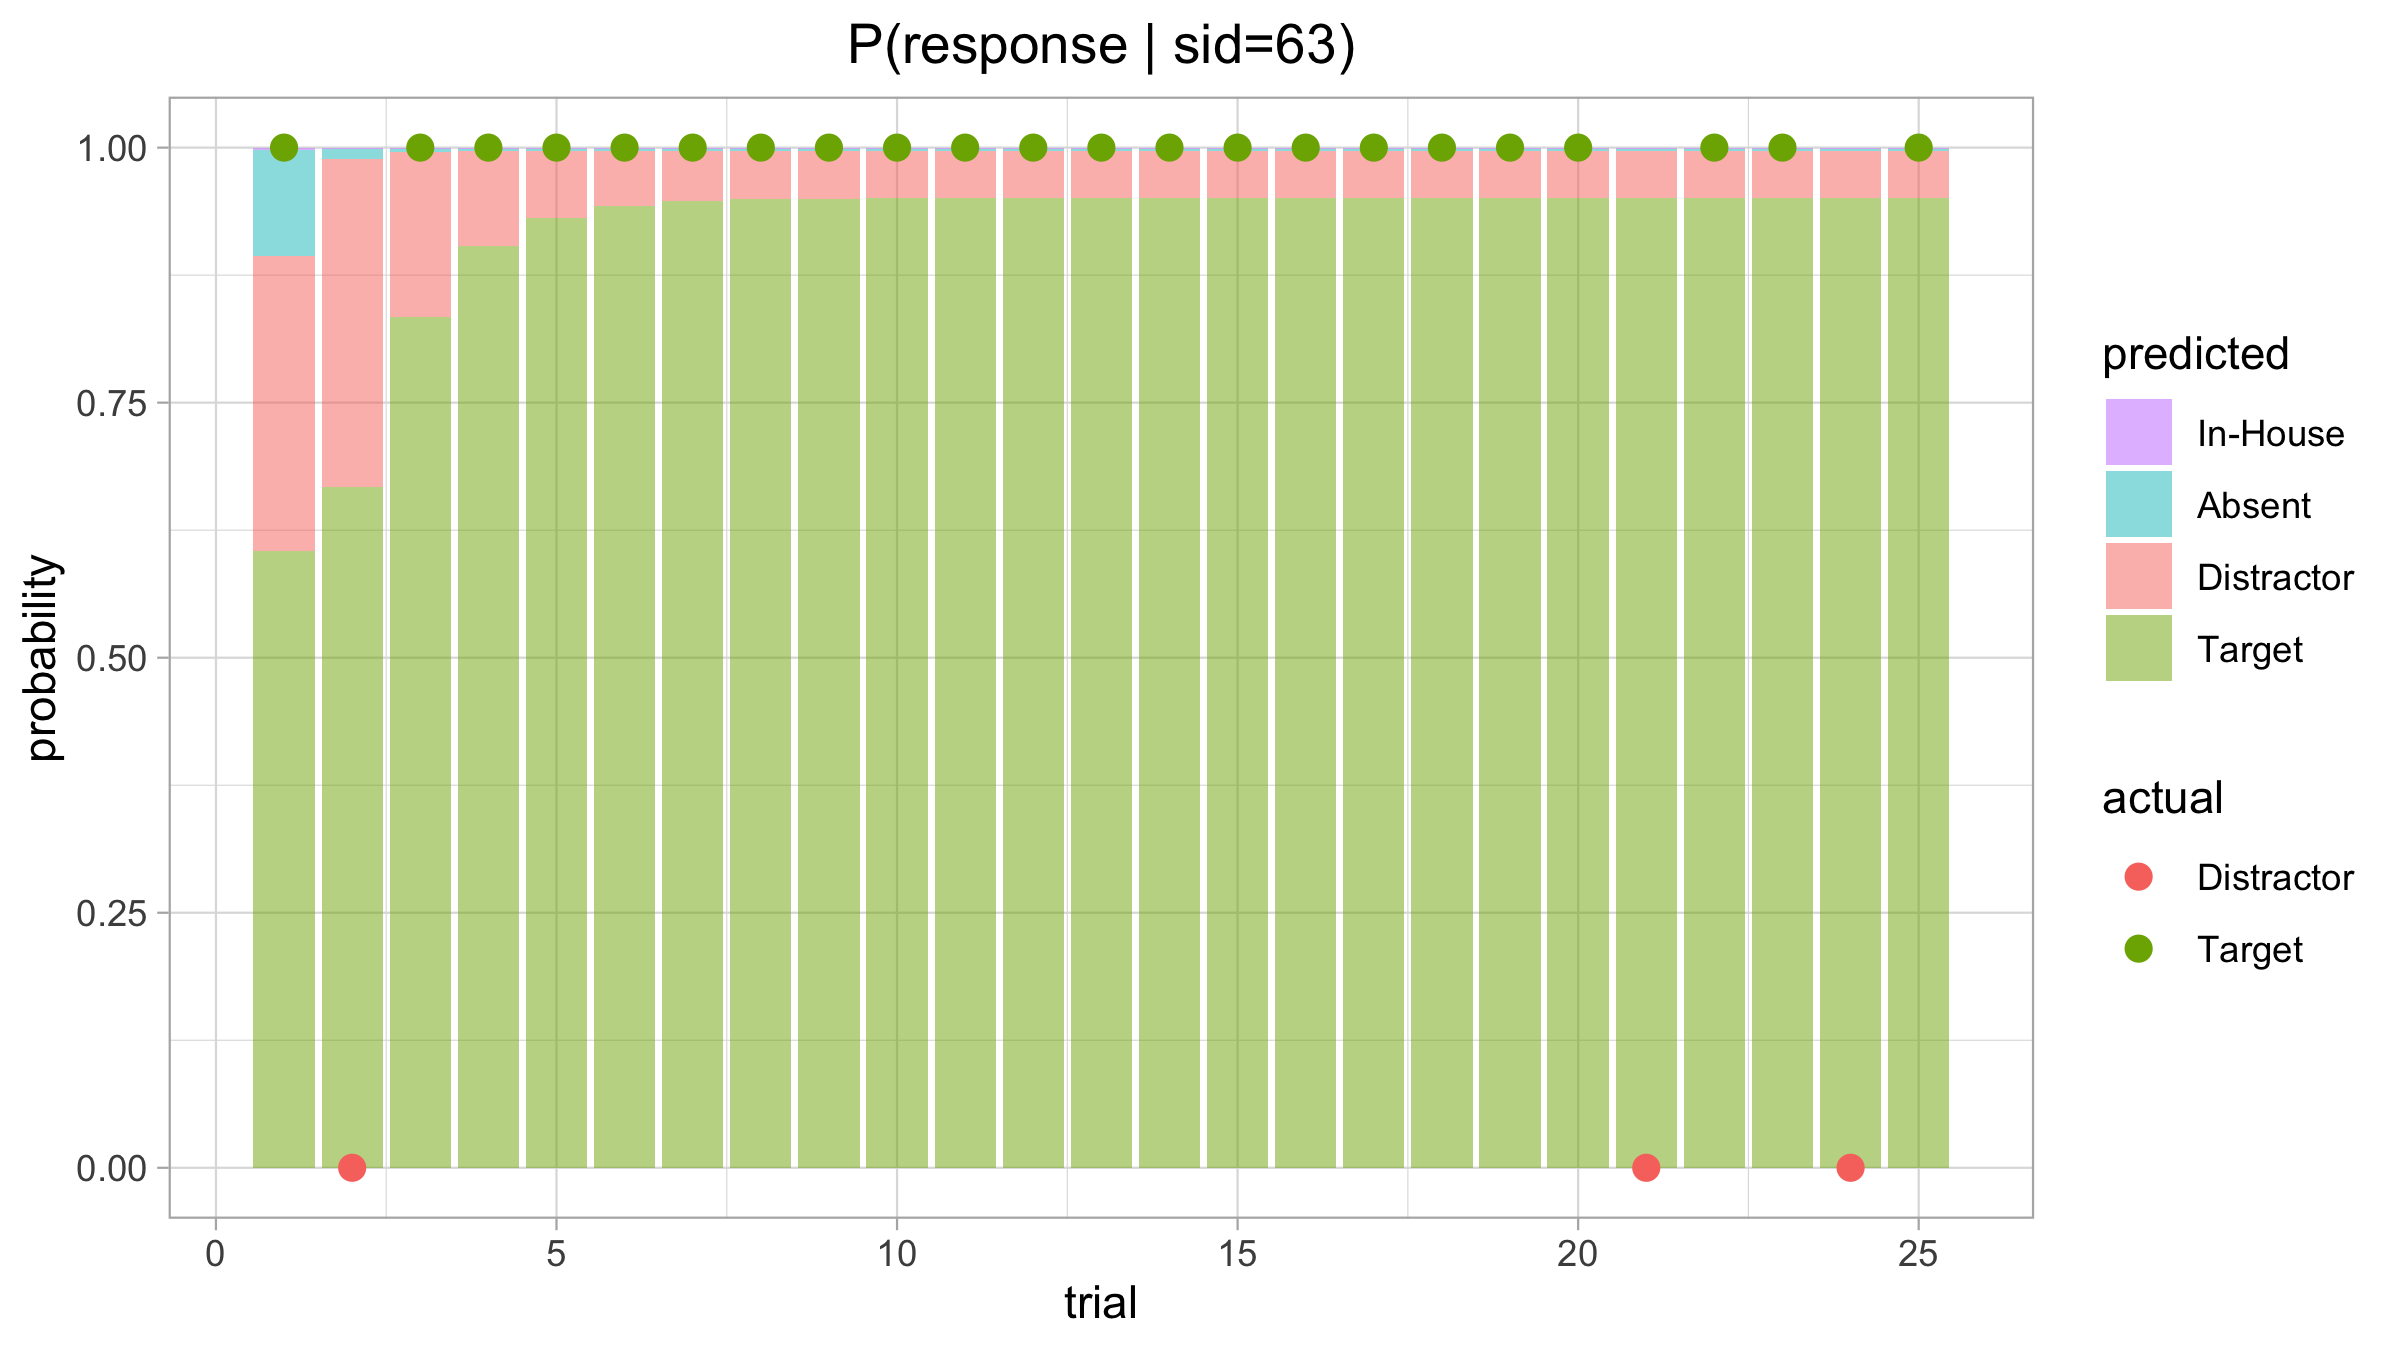 P(response | sid=63)
1.00
0.75
0.50
0.25
0.00
probability
0 5 10 15 20 25
trial
predicted
In-House
Absent
Distractor
Target
actual
Distractor
Target